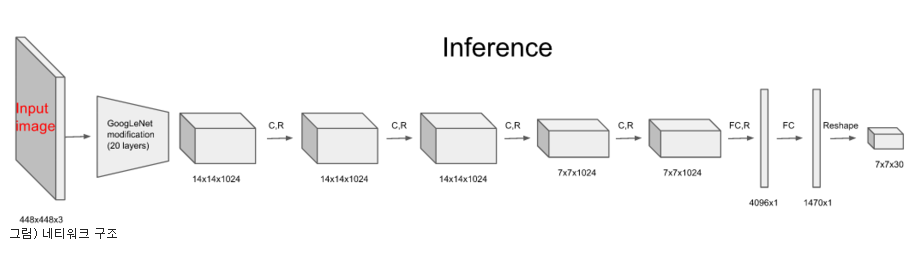 Inference
Input
image
GoogLeNet
modification
(20 layers)
C,R
C,R
C,R
C,R
FC,R
FC
Reshape
14x14x1024
14x14x1024
14x14x1024
7x7x1024
7x7x1024
4096x1
1470x1
7x7x30
448x448x3
그림) 네티워크 구조